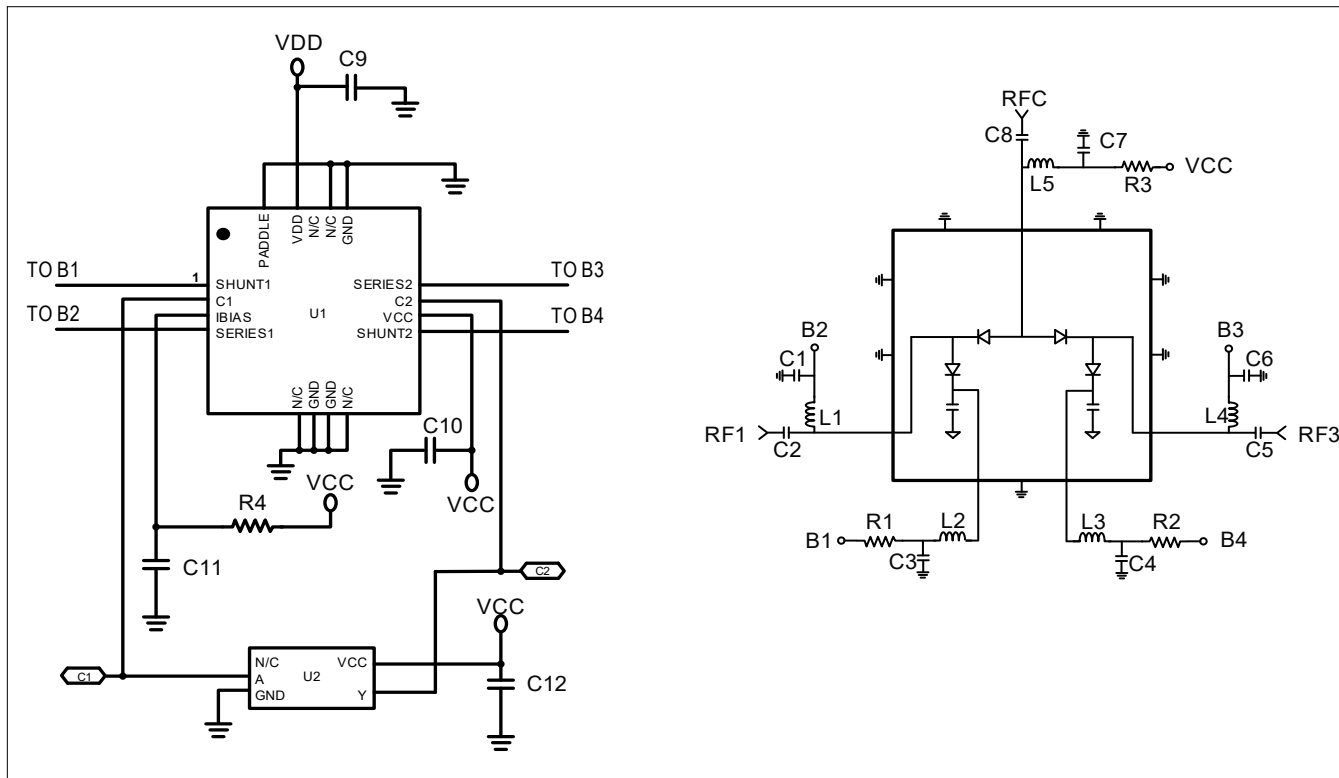 VDD
C9
PADDLE
VDD
N/C
N/C
GND
TO B1
1
SHUNT1
C1
IBIAS
SERIES1
TO B2
U1
SERIES2
C2
VCC
SHUNT2
TO B3
TO B4
N/C
GND
GND
N/C
C10
VCC
VCC
R4
C11
C2
VCC
C1
N/C
A
GND
U2
VCC
Y
C12
RFC
C8
C7
L5
R3
VCC
B2
C1
L1
RF1
C2
B3
C6
L4
C5
RF3
B1
R1
L2
C3
L3
R2
B4
C4